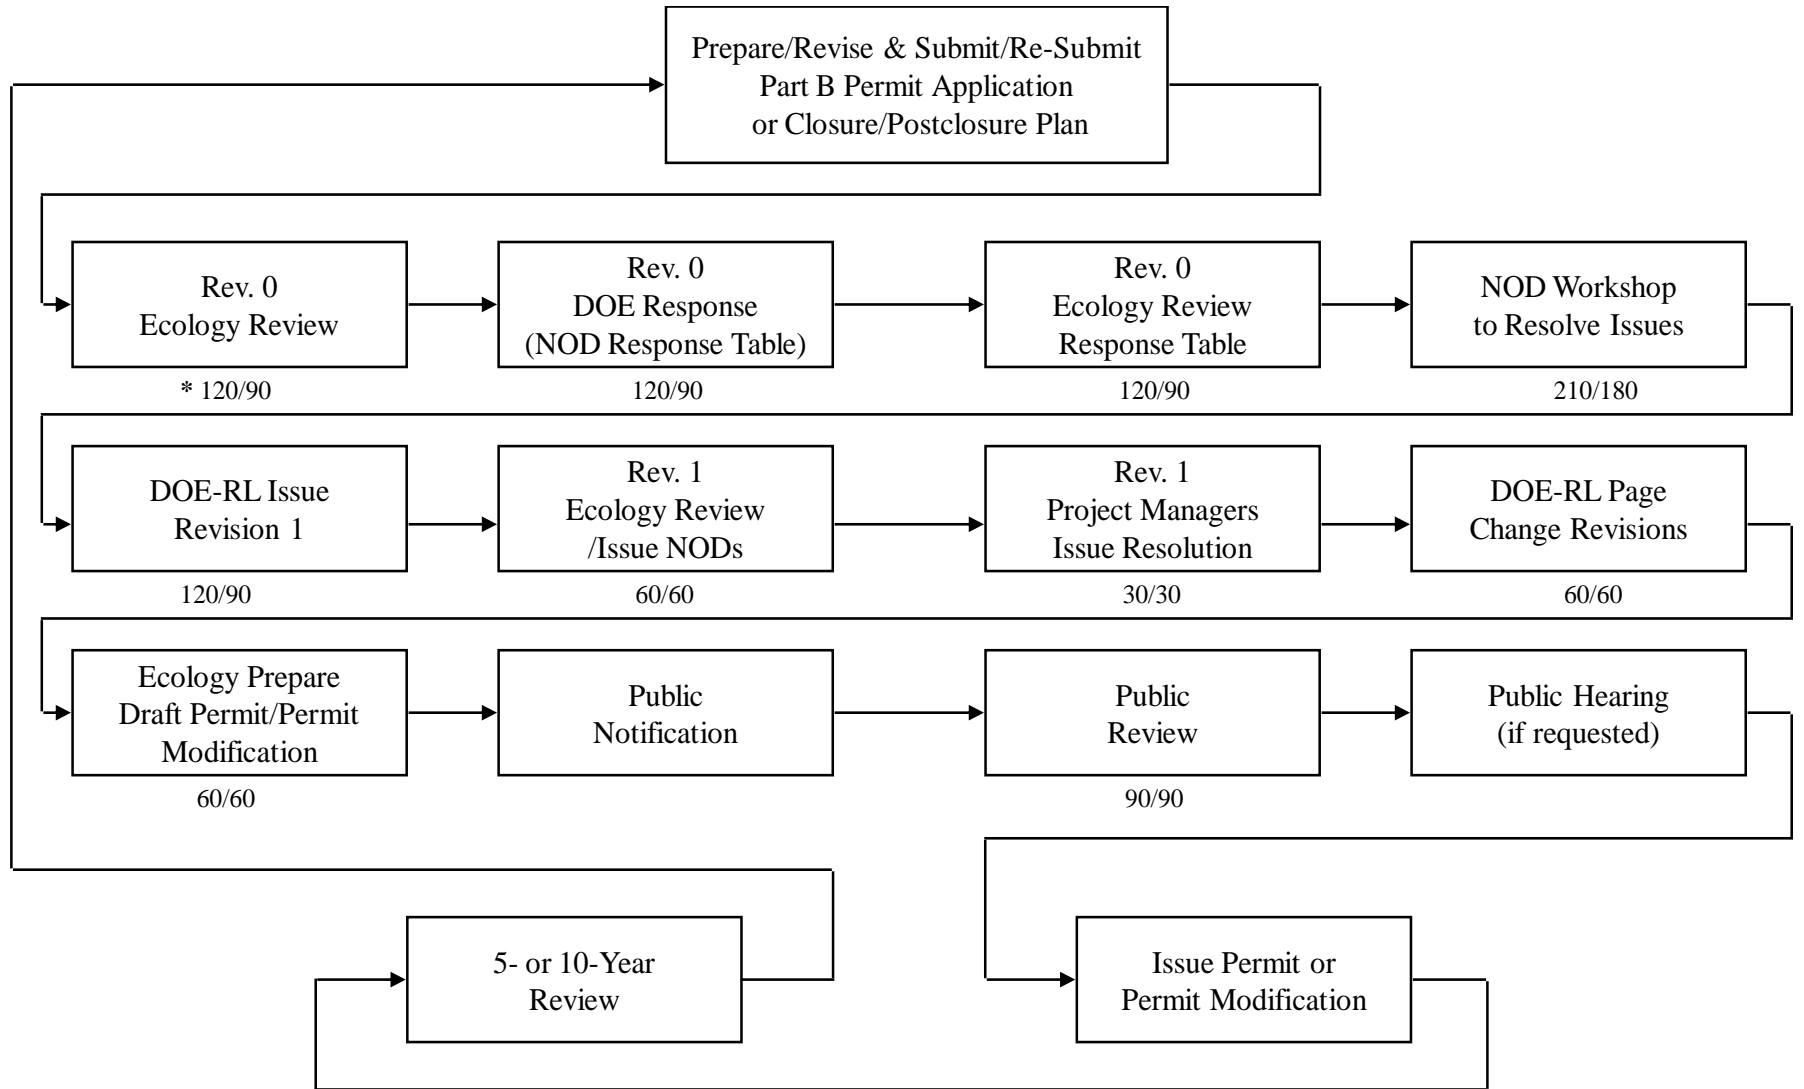 Prepare/Revise & Submit/Re-Submit
Part B Permit Application
or Closure/Postclosure Plan
Rev. 0
Ecology Review
* 120/90
Rev. 0
DOE Response
(NOD Response Table)
120/90
Rev. 0
Ecology Review
Response Table
120/90
NOD Workshop
to Resolve Issues
210/180
DOE-RL Issue
Revision 1
120/90
Rev. 1
Ecology Review
/Issue NODs
60/60
Rev. 1
Project Managers
Issue Resolution
30/30
DOE-RL Page
Change Revisions
60/60
Ecology Prepare
Draft Permit/Permit
Modification
60/60
Public
Notification
Public
Review
90/90
Public Hearing
(if requested)
5- or 10-Year
Review
Issue Permit or
Permit Modification